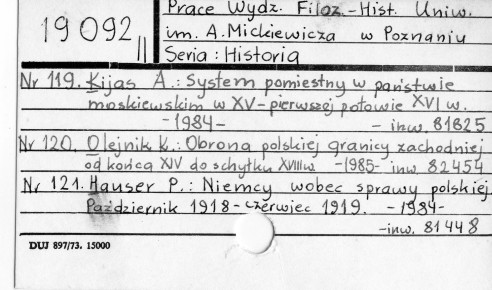 19 092 II
Prace Wydz. Filoz.-Hist. Uniw.
im. A. Mickiewicza w Poznaniu
Seria: Historia
Nr 119. Kijas A.: System pomiestny w państwie
moskiewskim w XV-pierwszej połowie XVI w.
-1984- - inw. 81825
Nr 120. Olejnik K.: Obrona polskiej granicy zachodniej
od końca XIV do schyłku XVIII w -1985- inw. 82454
Nr 121. Hauser P.: Niemcy wobec sprawy polskiej
Październik 1918-czerwiec 1919. -1984-
-inw. 81448
DUJ 897/73. 15000